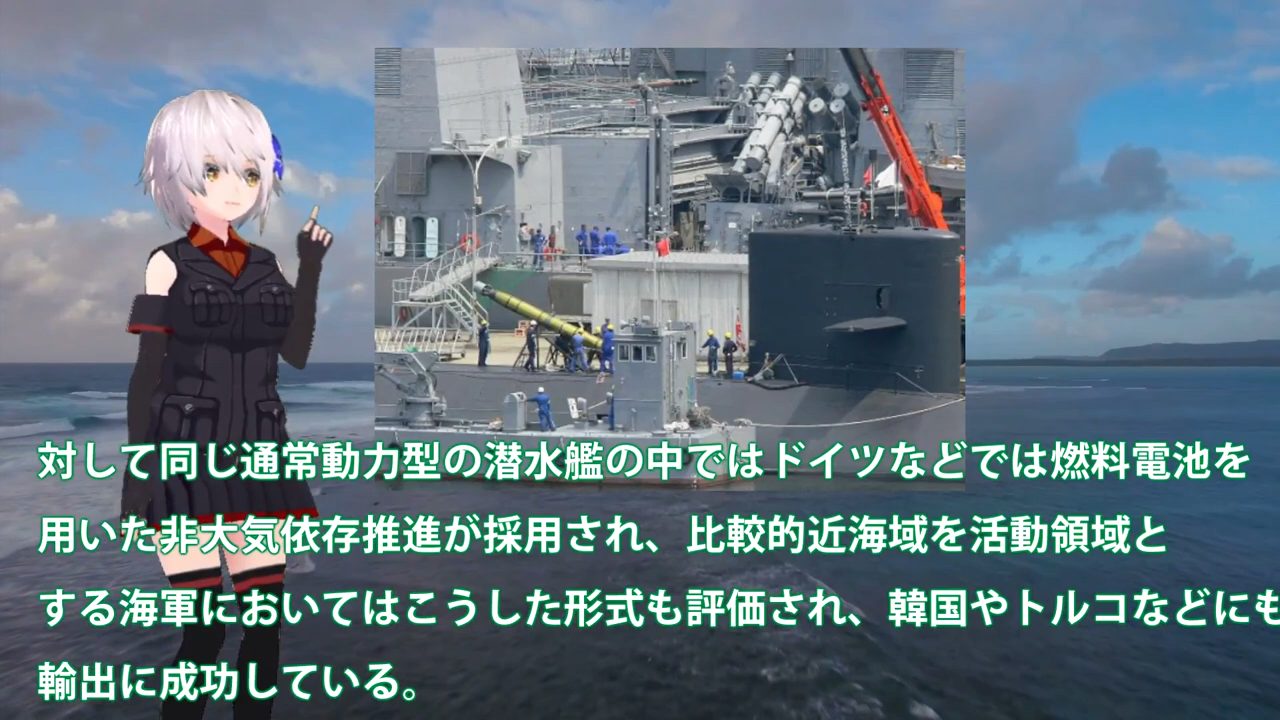 対して同じ通常動力型の潜水艦の中ではドイツなどでは燃料電池を
用いた非大気依存推進が採用され、比較的近海域を活動領域と
する海軍においてはこうした形式も評価され、韓国やトルコなどにも
輸出に成功している。